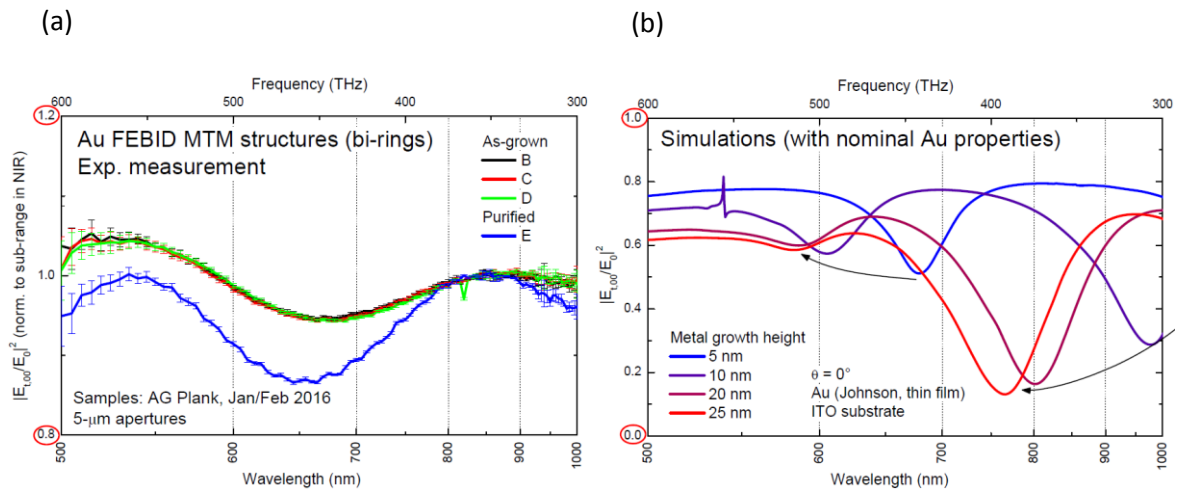 (a)
(b)
Frequency (THz)
600
500
400
300
1.2
Au FEBID MTM structures (bi-rings)
Exp. measurement
As-grown
B
C
D
Purified
E
|E_{t,00}/E_0|^2 (norm. to sub-range in NIR)
1.0
0.8
Samples: AG Plank, Jan/Feb 2016
5-μm apertures
500
600
700
800
900
1000
Wavelength (nm)
Frequency (THz)
600
500
400
300
1.0
Simulations (with nominal Au properties)
0.8
0.6
|E_{t,00}/E_0|^2
0.4
0.2
0.0
Metal growth height
5 nm
10 nm
20 nm
25 nm
θ = 0°
Au (Johnson, thin film)
ITO substrate
500
600
700
800
900
1000
Wavelength (nm)